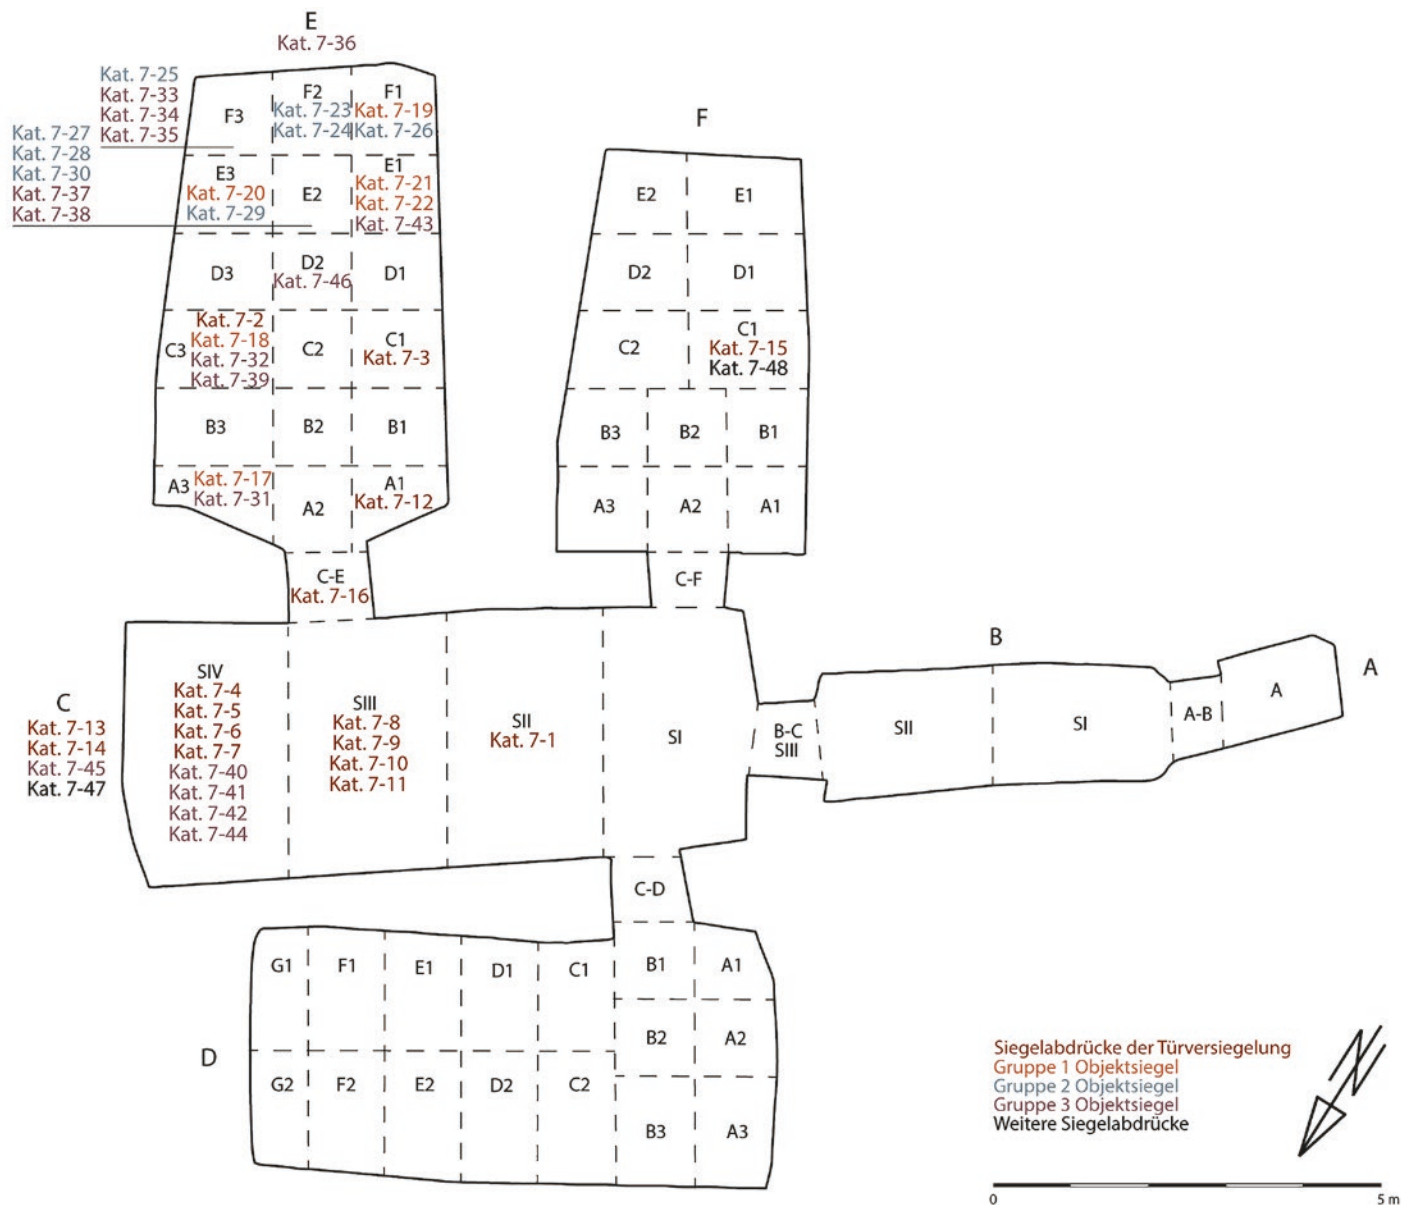 E
Kat. 7-36
Kat. 7-25
Kat. 7-33
Kat. 7-34
Kat. 7-35
Kat. 7-27
Kat. 7-28
Kat. 7-30
Kat. 7-37
Kat. 7-38
F3
F2
Kat. 7-23
Kat. 7-24
F1
Kat. 7-19
Kat. 7-26
E3
Kat. 7-20
Kat. 7-29
E2
E1
Kat. 7-21
Kat. 7-22
Kat. 7-43
D3
D2
Kat. 7-46
D1
C3
Kat. 7-2
Kat. 7-18
Kat. 7-32
Kat. 7-39
C2
C1
Kat. 7-3
B3
B2
B1
A3
Kat. 7-17
Kat. 7-31
A2
A1
Kat. 7-12
C-E
Kat. 7-16
F
E2
E1
D2
D1
C2
C1
Kat. 7-15
Kat. 7-48
B3
B2
B1
A3
A2
A1
C-F
C
Kat. 7-13
Kat. 7-14
Kat. 7-45
Kat. 7-47
SIV
Kat. 7-4
Kat. 7-5
Kat. 7-6
Kat. 7-7
Kat. 7-40
Kat. 7-41
Kat. 7-42
Kat. 7-44
SIII
Kat. 7-8
Kat. 7-9
Kat. 7-10
Kat. 7-11
SII
Kat. 7-1
SI
B-C
SIII
B
SII
SI
A-B
A
A
C-D
D
G1
F1
E1
D1
C1
B1
A1
B2
A2
G2
F2
E2
D2
C2
B3
A3
Siegelabdrücke der Türversiegelung
Gruppe 1 Objektsiegel
Gruppe 2 Objektsiegel
Gruppe 3 Objektsiegel
Weitere Siegelabdrücke
N
0
5 m